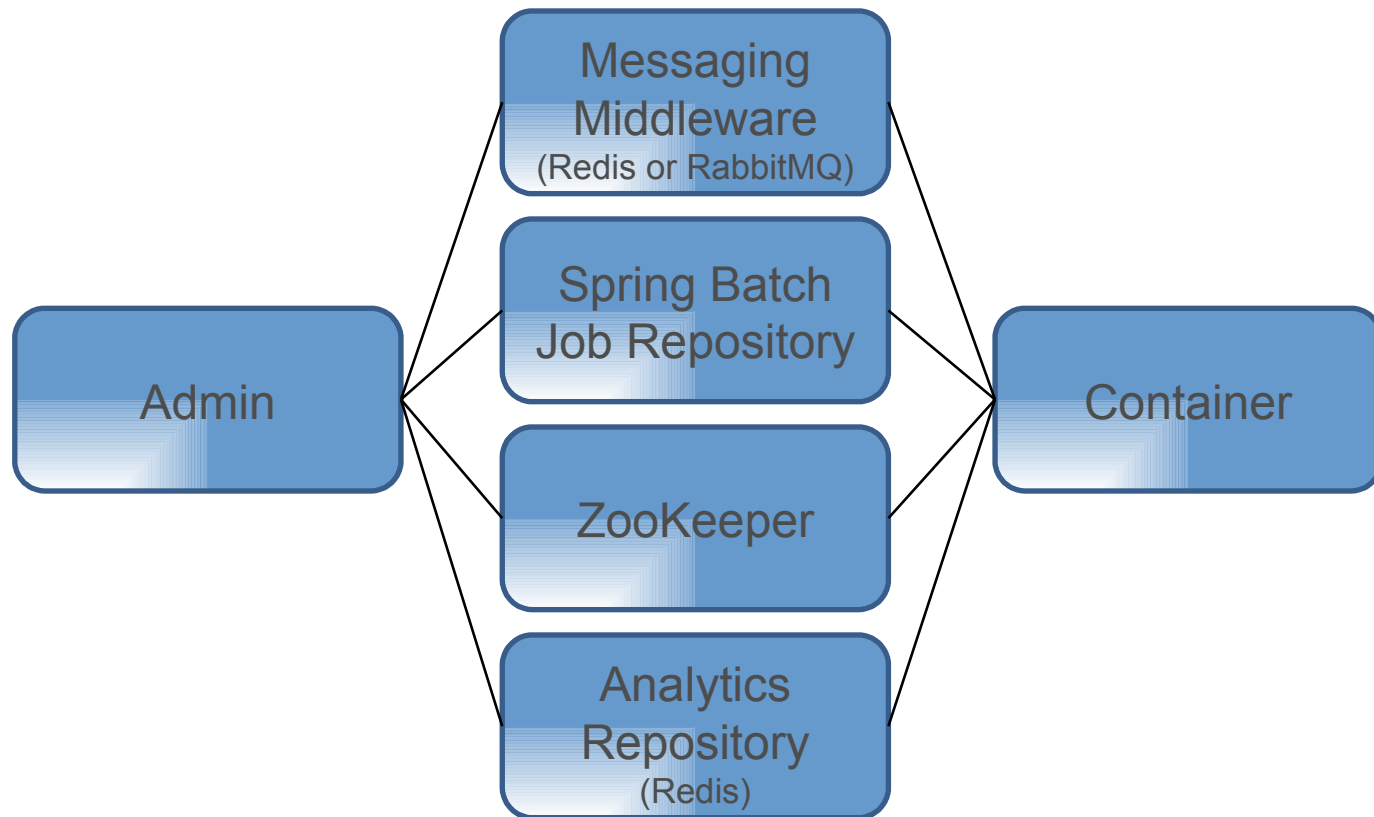 Messaging
Middleware
(Redis or RabbitMQ)
Spring Batch
Job Repository
Admin
Container
ZooKeeper
Analytics
Repository
(Redis)